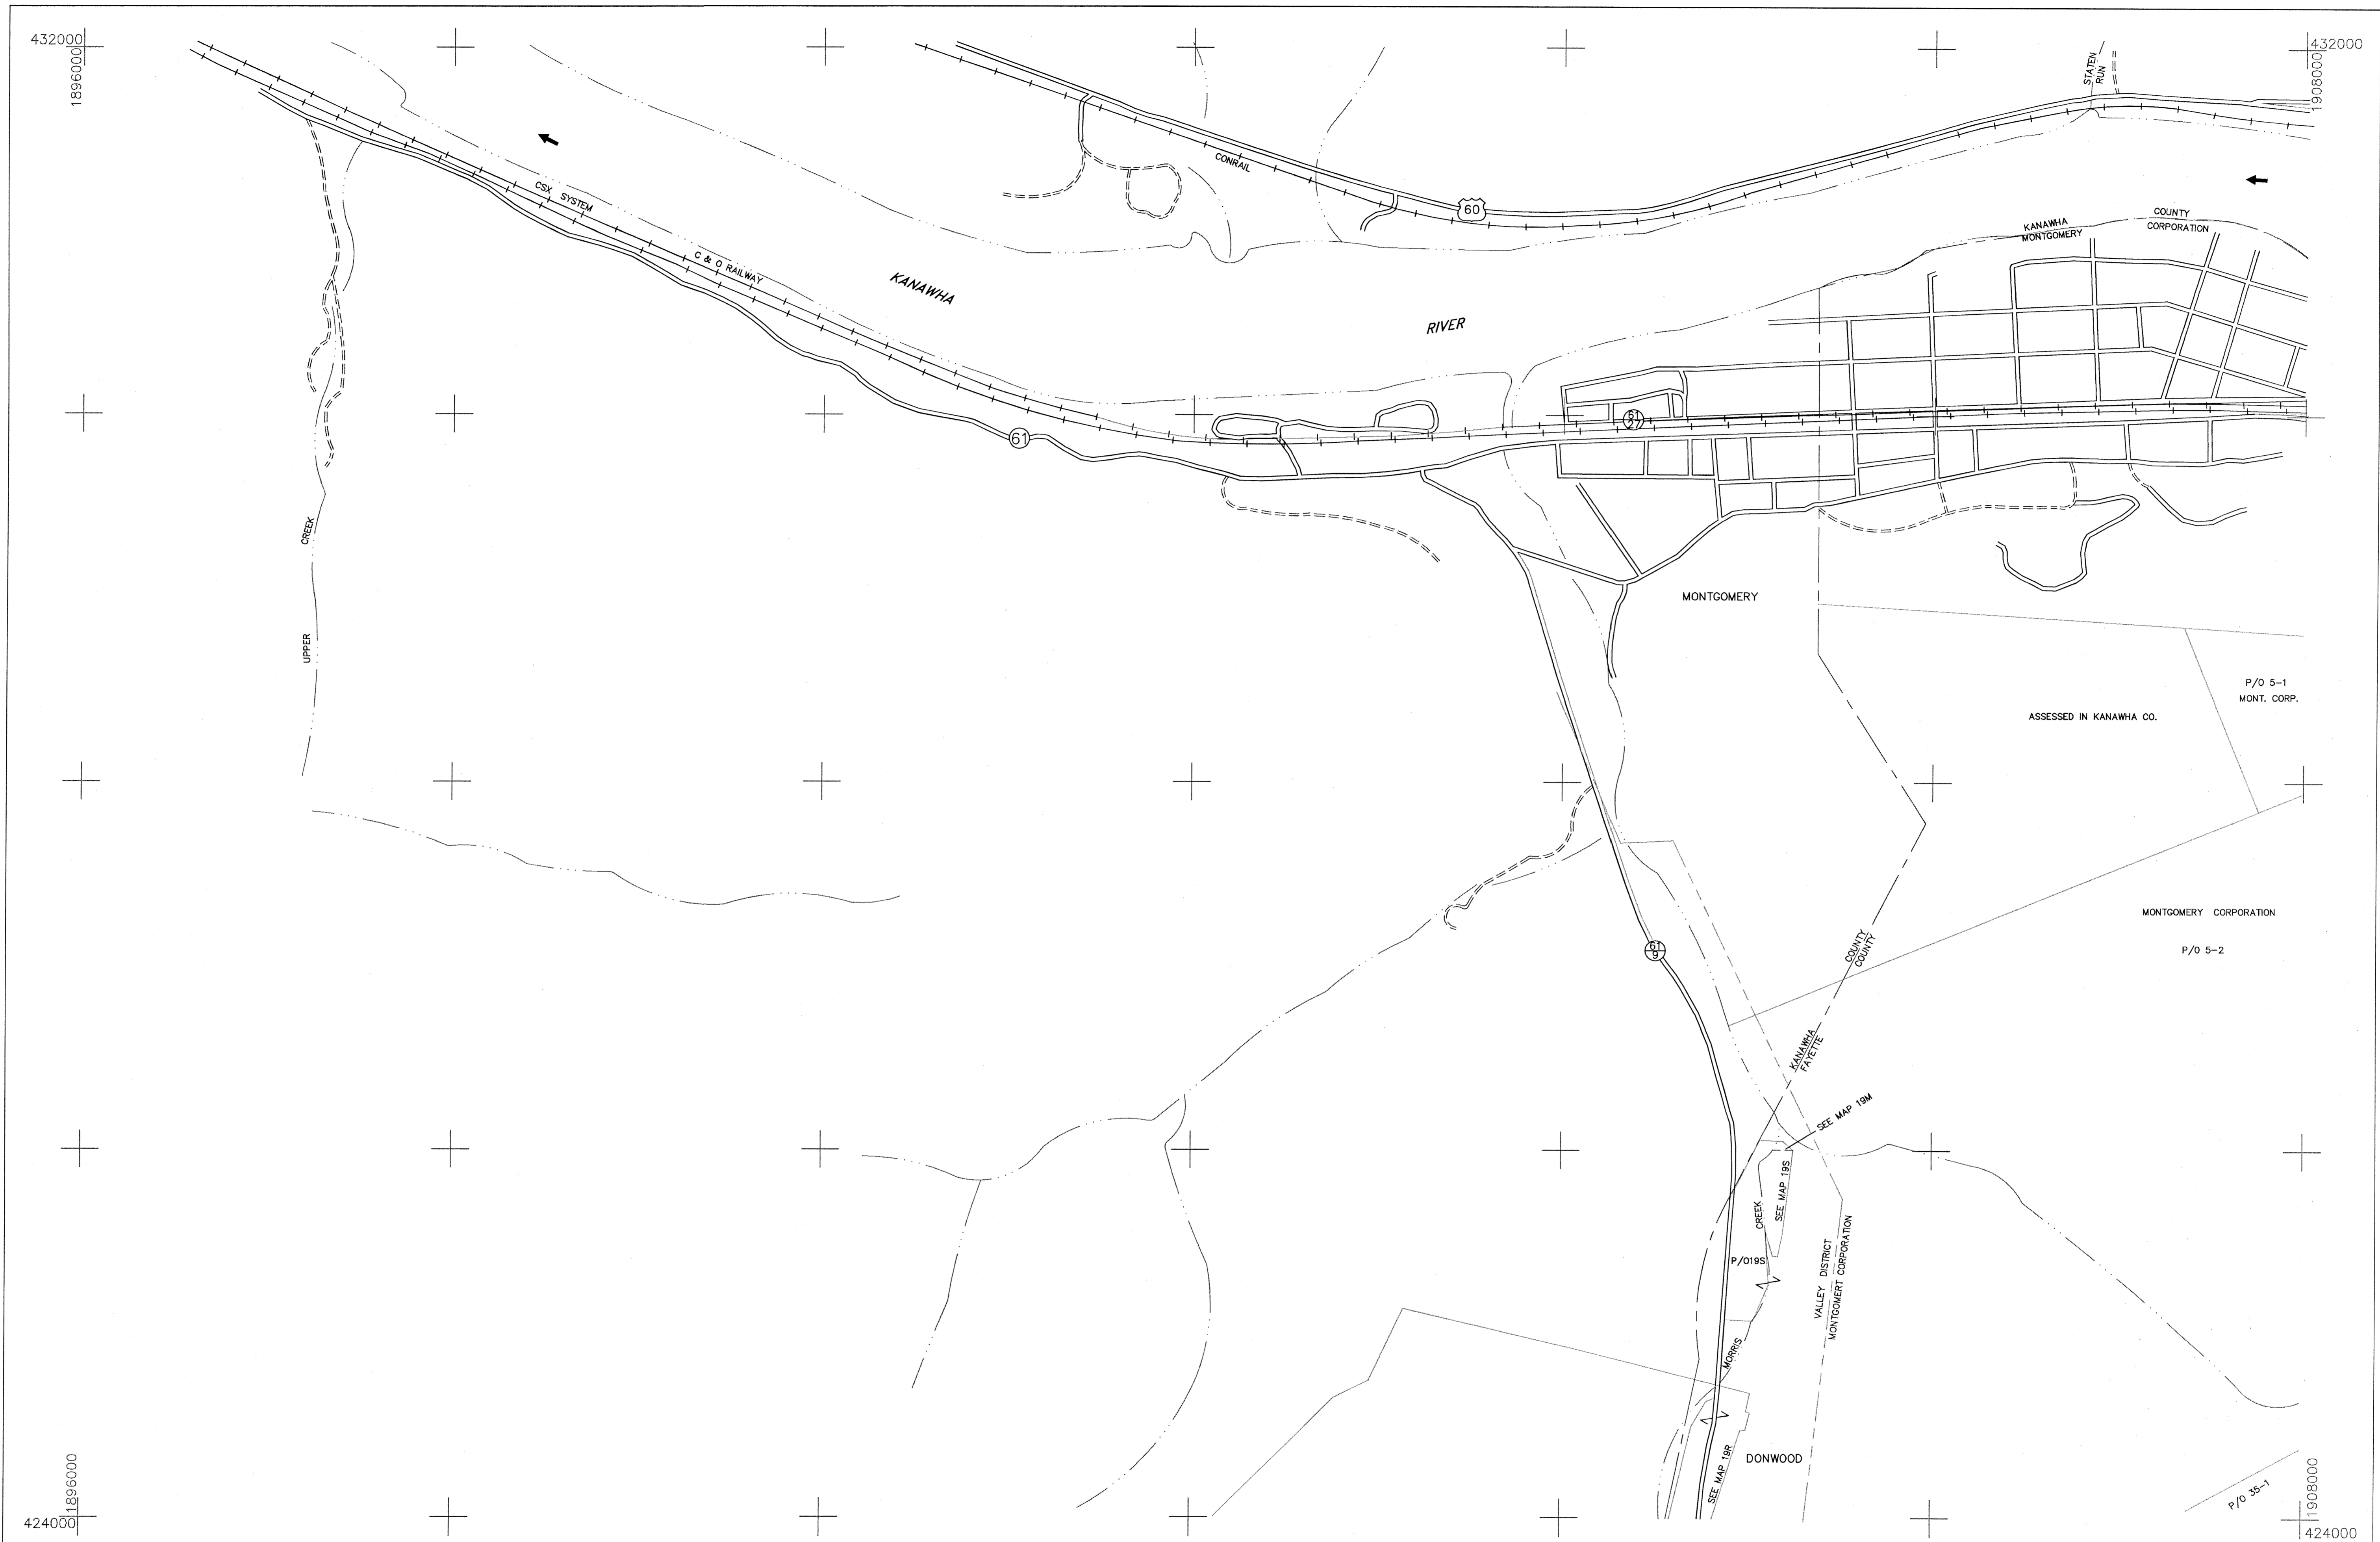 432000
1896000
STATEN
RUN
1908000
432000
CONRAIL
60
CSX SYSTEM
C & O RAILWAY
KANAWHA COUNTY
MONTGOMERY CORPORATION
KANAWHA
RIVER
61
61
27
UPPER CREEK
MONTGOMERY
P/O 5-1
MONT. CORP.
ASSESSED IN KANAWHA CO.
MONTGOMERY CORPORATION
P/O 5-2
61
9
KANAWHA COUNTY
FAYETTE COUNTY
SEE MAP 19M
SEE MAP 19S
MORRIS CREEK
P/O19S
VALLEY DISTRICT
MONTGOMERT CORPORATION
SEE MAP 19R
DONWOOD
P/O 35-1
1896000
424000
1908000
424000